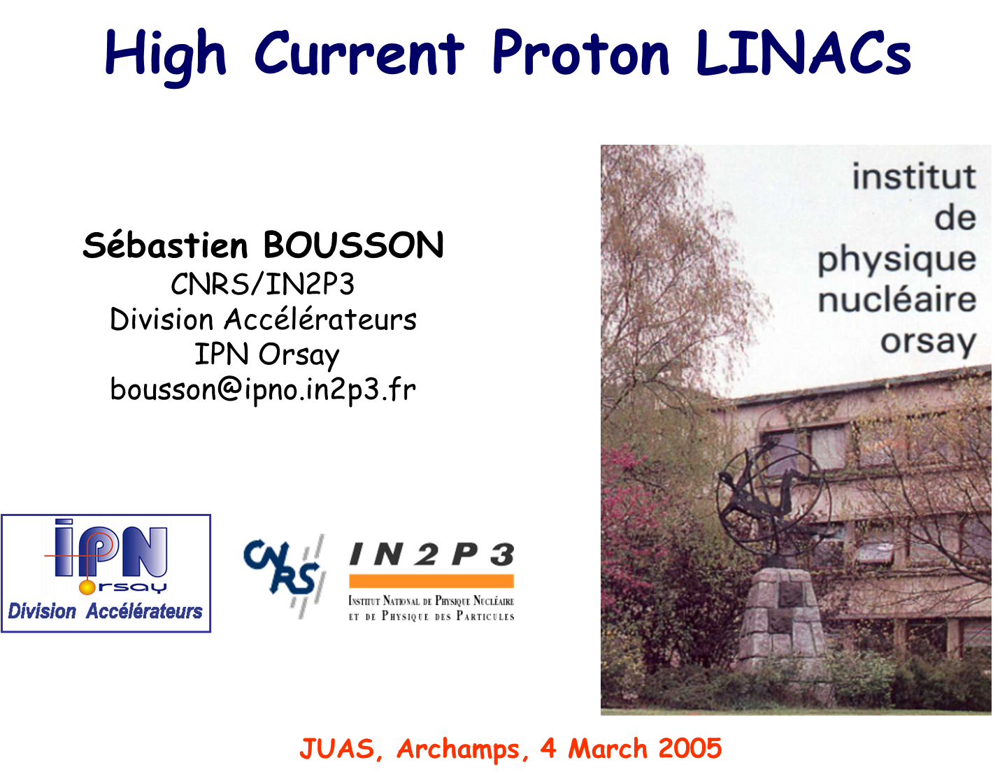 High Current Proton LINACs
institut
de
physique
nucléaire
orsay
Sébastien BOUSSON
CNRS/IN2P3
Division Accélérateurs
IPN Orsay
bousson@ipno.in2p3.fr
iPN
Orsay
Division Accélérateurs
CNRS
IN2P3
INSTITUT NATIONAL DE PHYSIQUE NUCLÉAIRE
ET DE PHYSIQUE DES PARTICULES
JUAS, Archamps, 4 March 2005